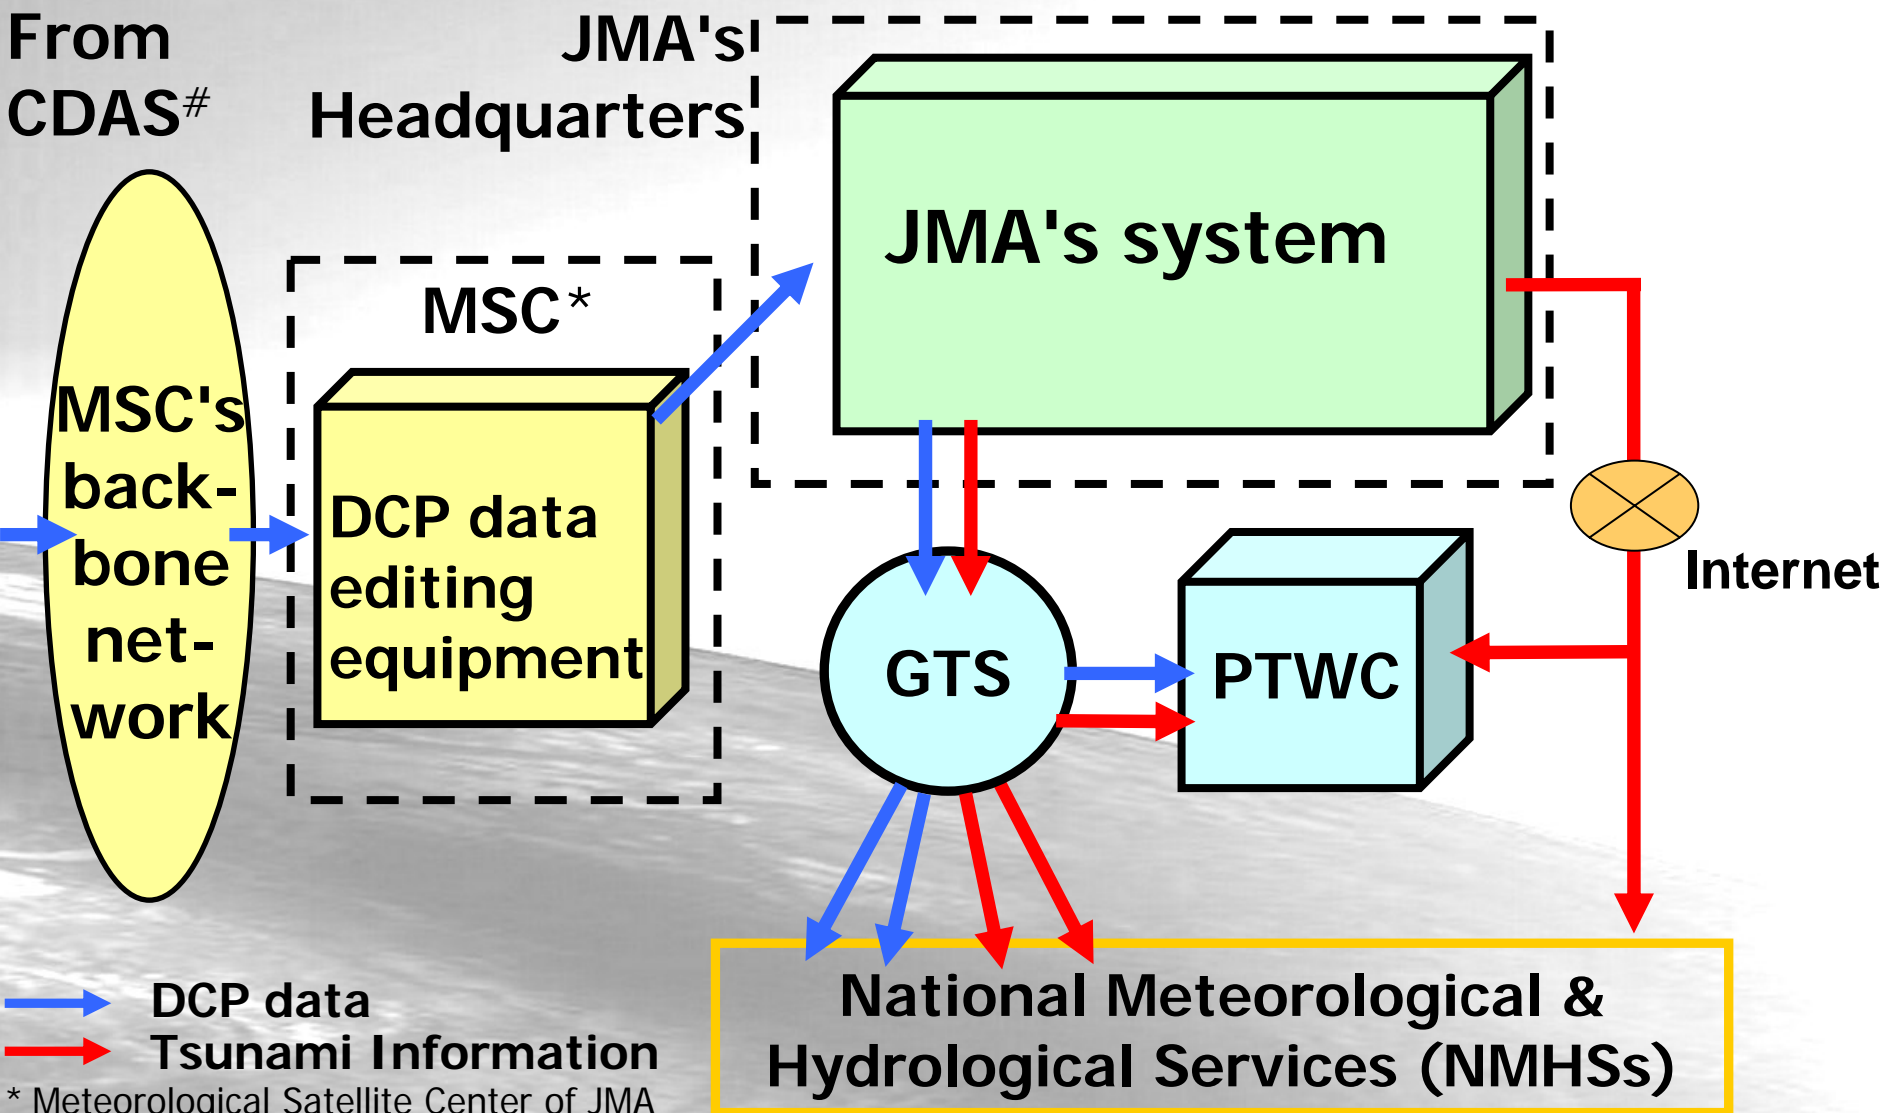 From
CDAS#
JMA's
Headquarters
JMA's system
MSC*
MSC's
back-
bone
net-
work
DCP data
editing
equipment
GTS
PTWC
Internet
National Meteorological &
Hydrological Services (NMHSs)
DCP data
Tsunami Information
* Meteorological Satellite Center of JMA